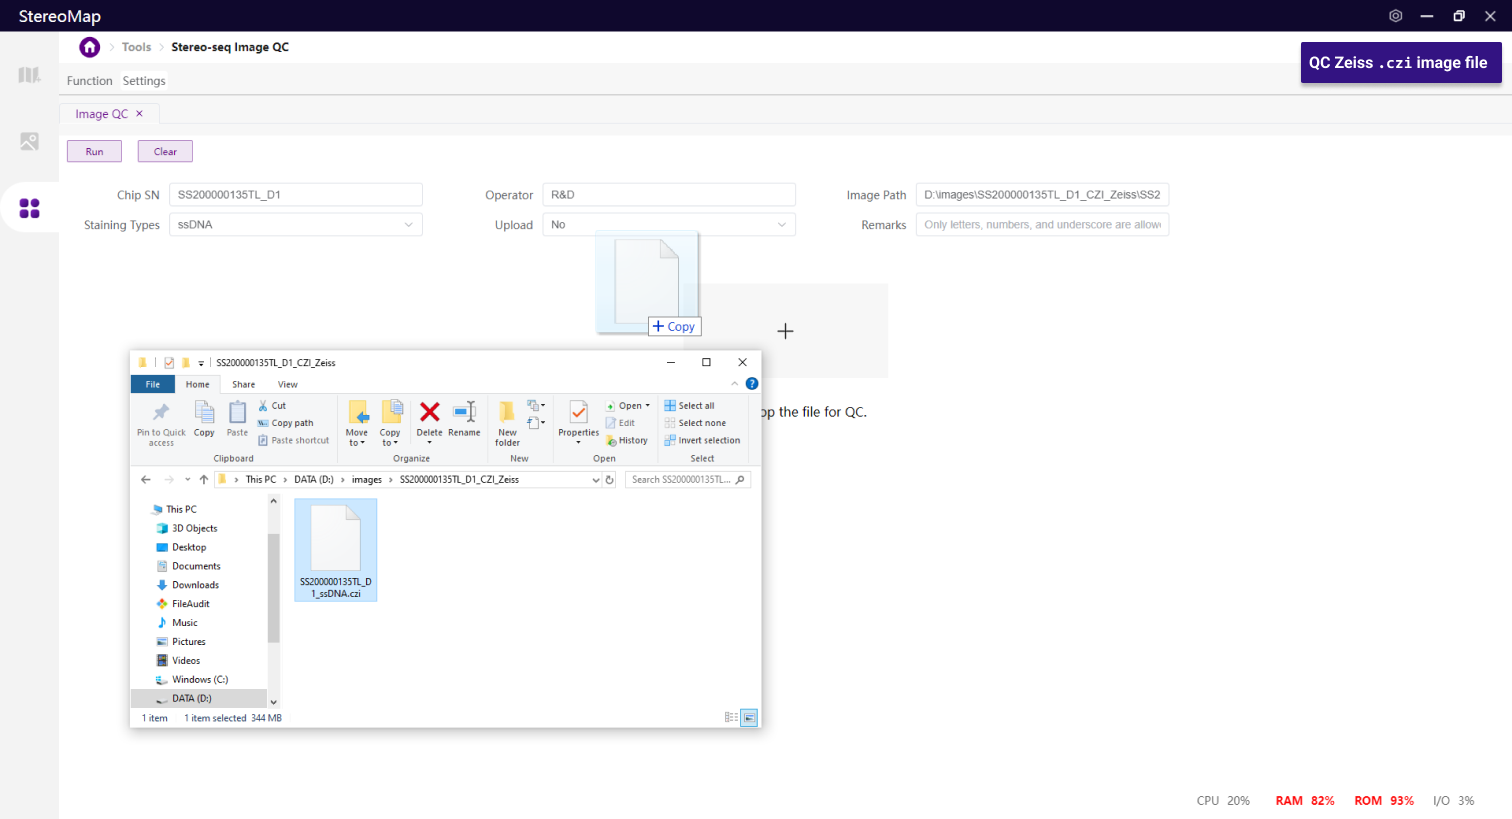 StereoMap
Tools
Stereo-seq Image QC
QC Zeiss .czi image file
Function Settings
Image QC
Run
Clear
Chip SN
SS200000135TL_D1
Operator
R&D
Image Path
D:\images\SS200000135TL_D1_CZI_Zeiss\SS2
Staining Types
ssDNA
Upload
No
Remarks
Only letters, numbers, and underscore are allowe
Copy
op the file for QC.
SS200000135TL_D1_CZI_Zeiss
File Home Share View
Pin to Quick access
Copy
Paste
Cut
Copy path
Paste shortcut
Clipboard
Move to
Copy to
Delete
Rename
Organize
New folder
New
Properties
Open
Edit
History
Open
Select all
Select none
Invert selection
Select
This PC DATA (D:) images SS200000135TL_D1_CZI_Zeiss
Search SS200000135TL...
This PC
3D Objects
Desktop
Documents
Downloads
FileAudit
Music
Pictures
Videos
Windows (C:)
DATA (D:)
SS200000135TL_D
1_ssDNA.czi
1 item 1 item selected 344 MB
CPU 20% RAM 82% ROM 93% I/O 3%